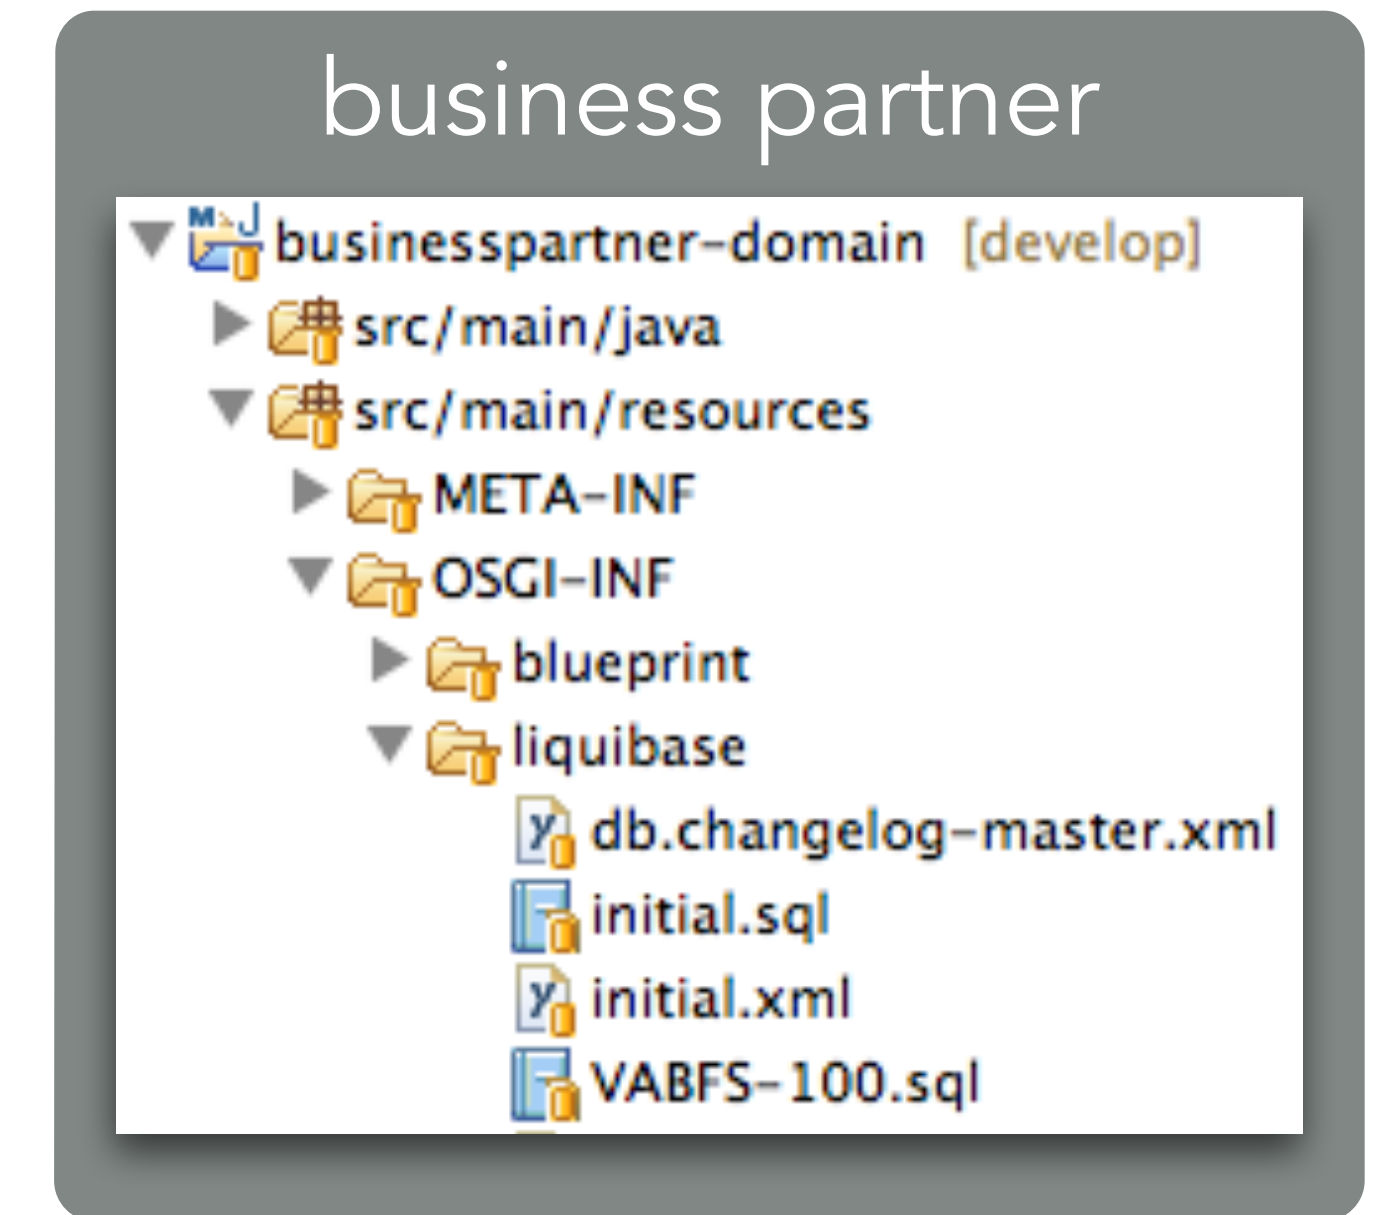 business partner
businesspartner-domain [develop]
src/main/java
src/main/resources
META-INF
OSGI-INF
blueprint
liquibase
db.changelog-master.xml
initial.sql
initial.xml
VABFS-100.sql